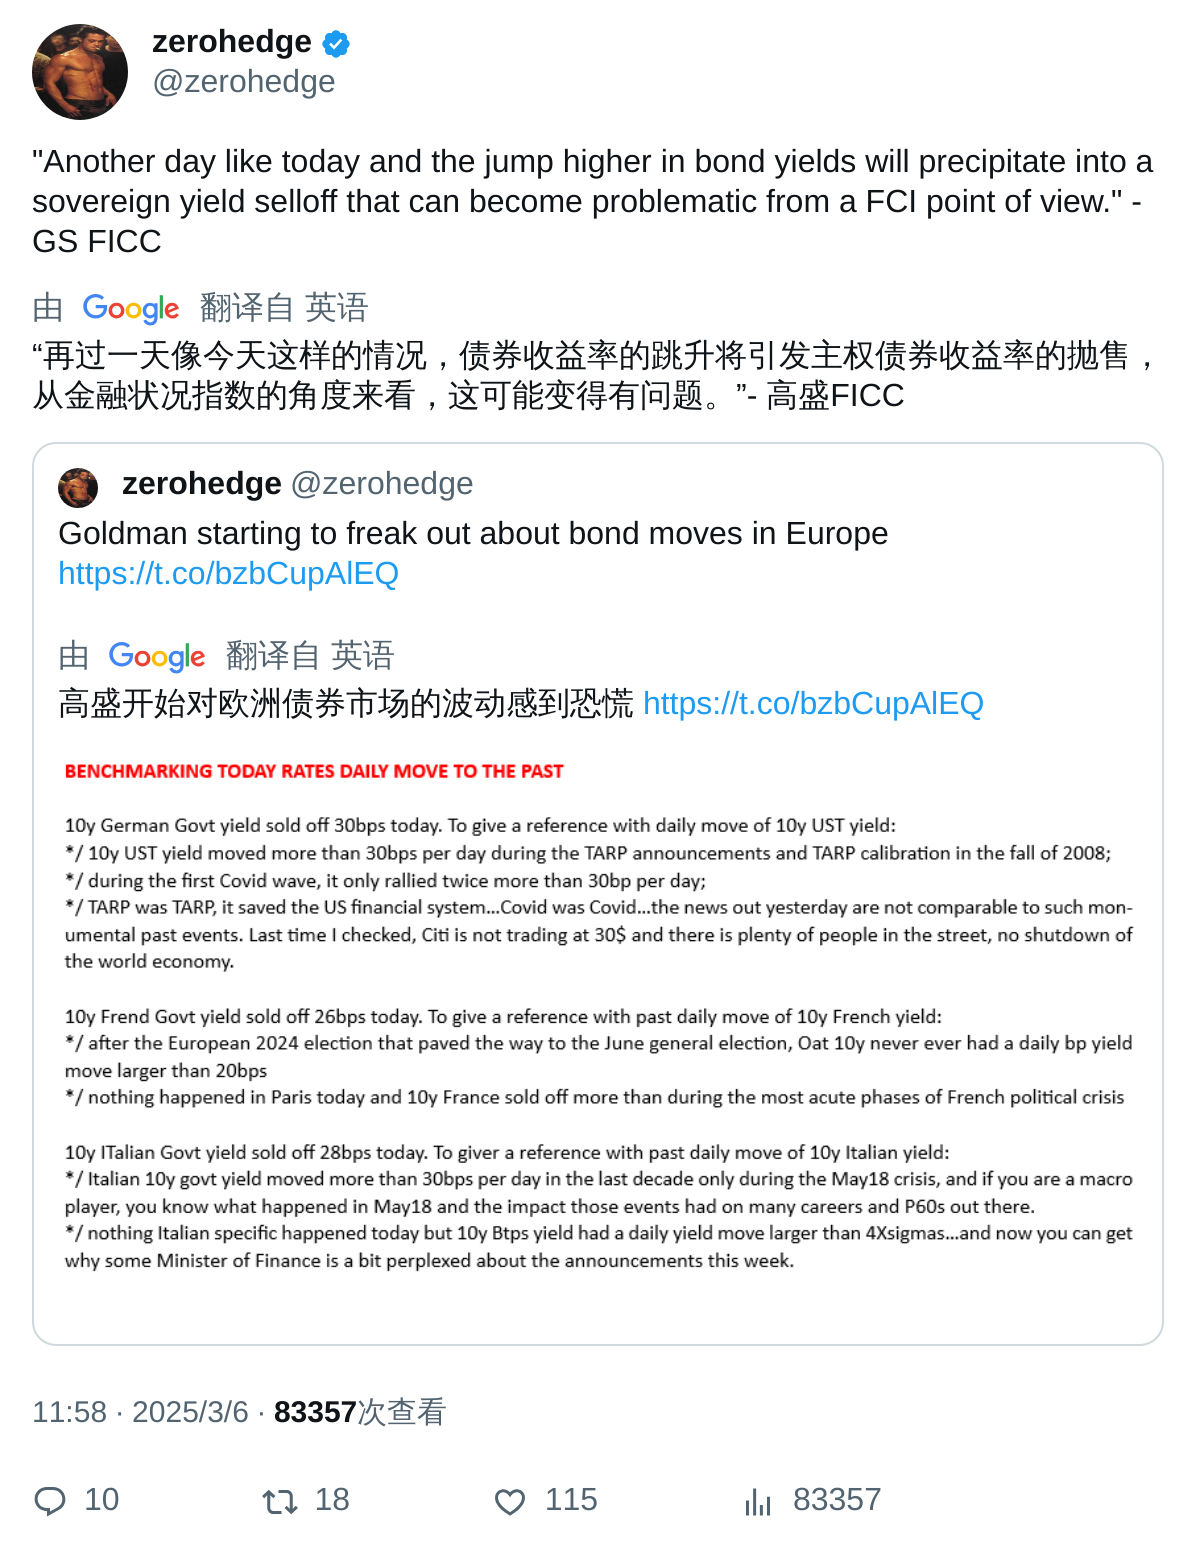 zerohedge
@zerohedge
"Another day like today and the jump higher in bond yields will precipitate into a
sovereign yield selloff that can become problematic from a FCI point of view." -
GS FICC
由 Google 翻译自 英语
“再过一天像今天这样的情况，债券收益率的跳升将引发主权债券收益率的抛售，
从金融状况指数的角度来看，这可能变得有问题。”- 高盛FICC
zerohedge @zerohedge
Goldman starting to freak out about bond moves in Europe
https://t.co/bzbCupAlEQ
由 Google 翻译自 英语
高盛开始对欧洲债券市场的波动感到恐慌 https://t.co/bzbCupAlEQ
BENCHMARKING TODAY RATES DAILY MOVE TO THE PAST
10y German Govt yield sold off 30bps today. To give a reference with daily move of 10y UST yield:
*/ 10y UST yield moved more than 30bps per day during the TARP announcements and TARP calibration in the fall of 2008;
*/ during the first Covid wave, it only rallied twice more than 30bp per day;
*/ TARP was TARP, it saved the US financial system...Covid was Covid...the news out yesterday are not comparable to such mon-
umental past events. Last time I checked, Citi is not trading at 30$ and there is plenty of people in the street, no shutdown of
the world economy.
10y Frend Govt yield sold off 26bps today. To give a reference with past daily move of 10y French yield:
*/ after the European 2024 election that paved the way to the June general election, Oat 10y never ever had a daily bp yield
move larger than 20bps
*/ nothing happened in Paris today and 10y France sold off more than during the most acute phases of French political crisis
10y ITalian Govt yield sold off 28bps today. To giver a reference with past daily move of 10y Italian yield:
*/ Italian 10y govt yield moved more than 30bps per day in the last decade only during the May18 crisis, and if you are a macro
player, you know what happened in May18 and the impact those events had on many careers and P60s out there.
*/ nothing Italian specific happened today but 10y Btps yield had a daily yield move larger than 4Xsigmas...and now you can get
why some Minister of Finance is a bit perplexed about the announcements this week.
11:58 · 2025/3/6 · 83357次查看
10 18 115 83357